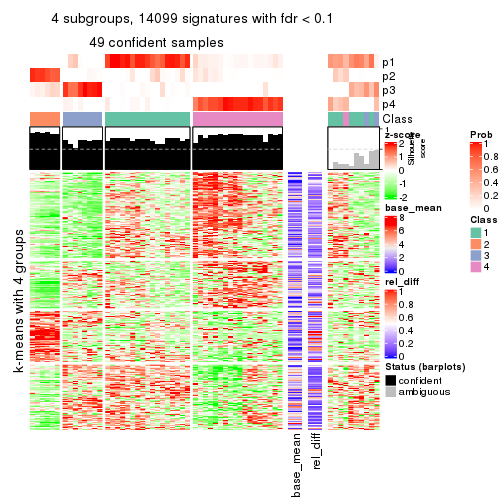 4 subgroups, 14099 signatures with fdr < 0.1
49 confident samples
p1
p2
p3
p4
Class
1
Silhouette
score
z-score
2
1
0
-1
-2
base_mean
8
6
4
2
0
rel_diff
1
0.8
0.6
0.4
0.2
0
Status (barplots)
confident
ambiguous
Prob
1
0.8
0.6
0.4
0.2
0
Class
1
2
3
4
k-means with 4 groups
base_mean
rel_diff